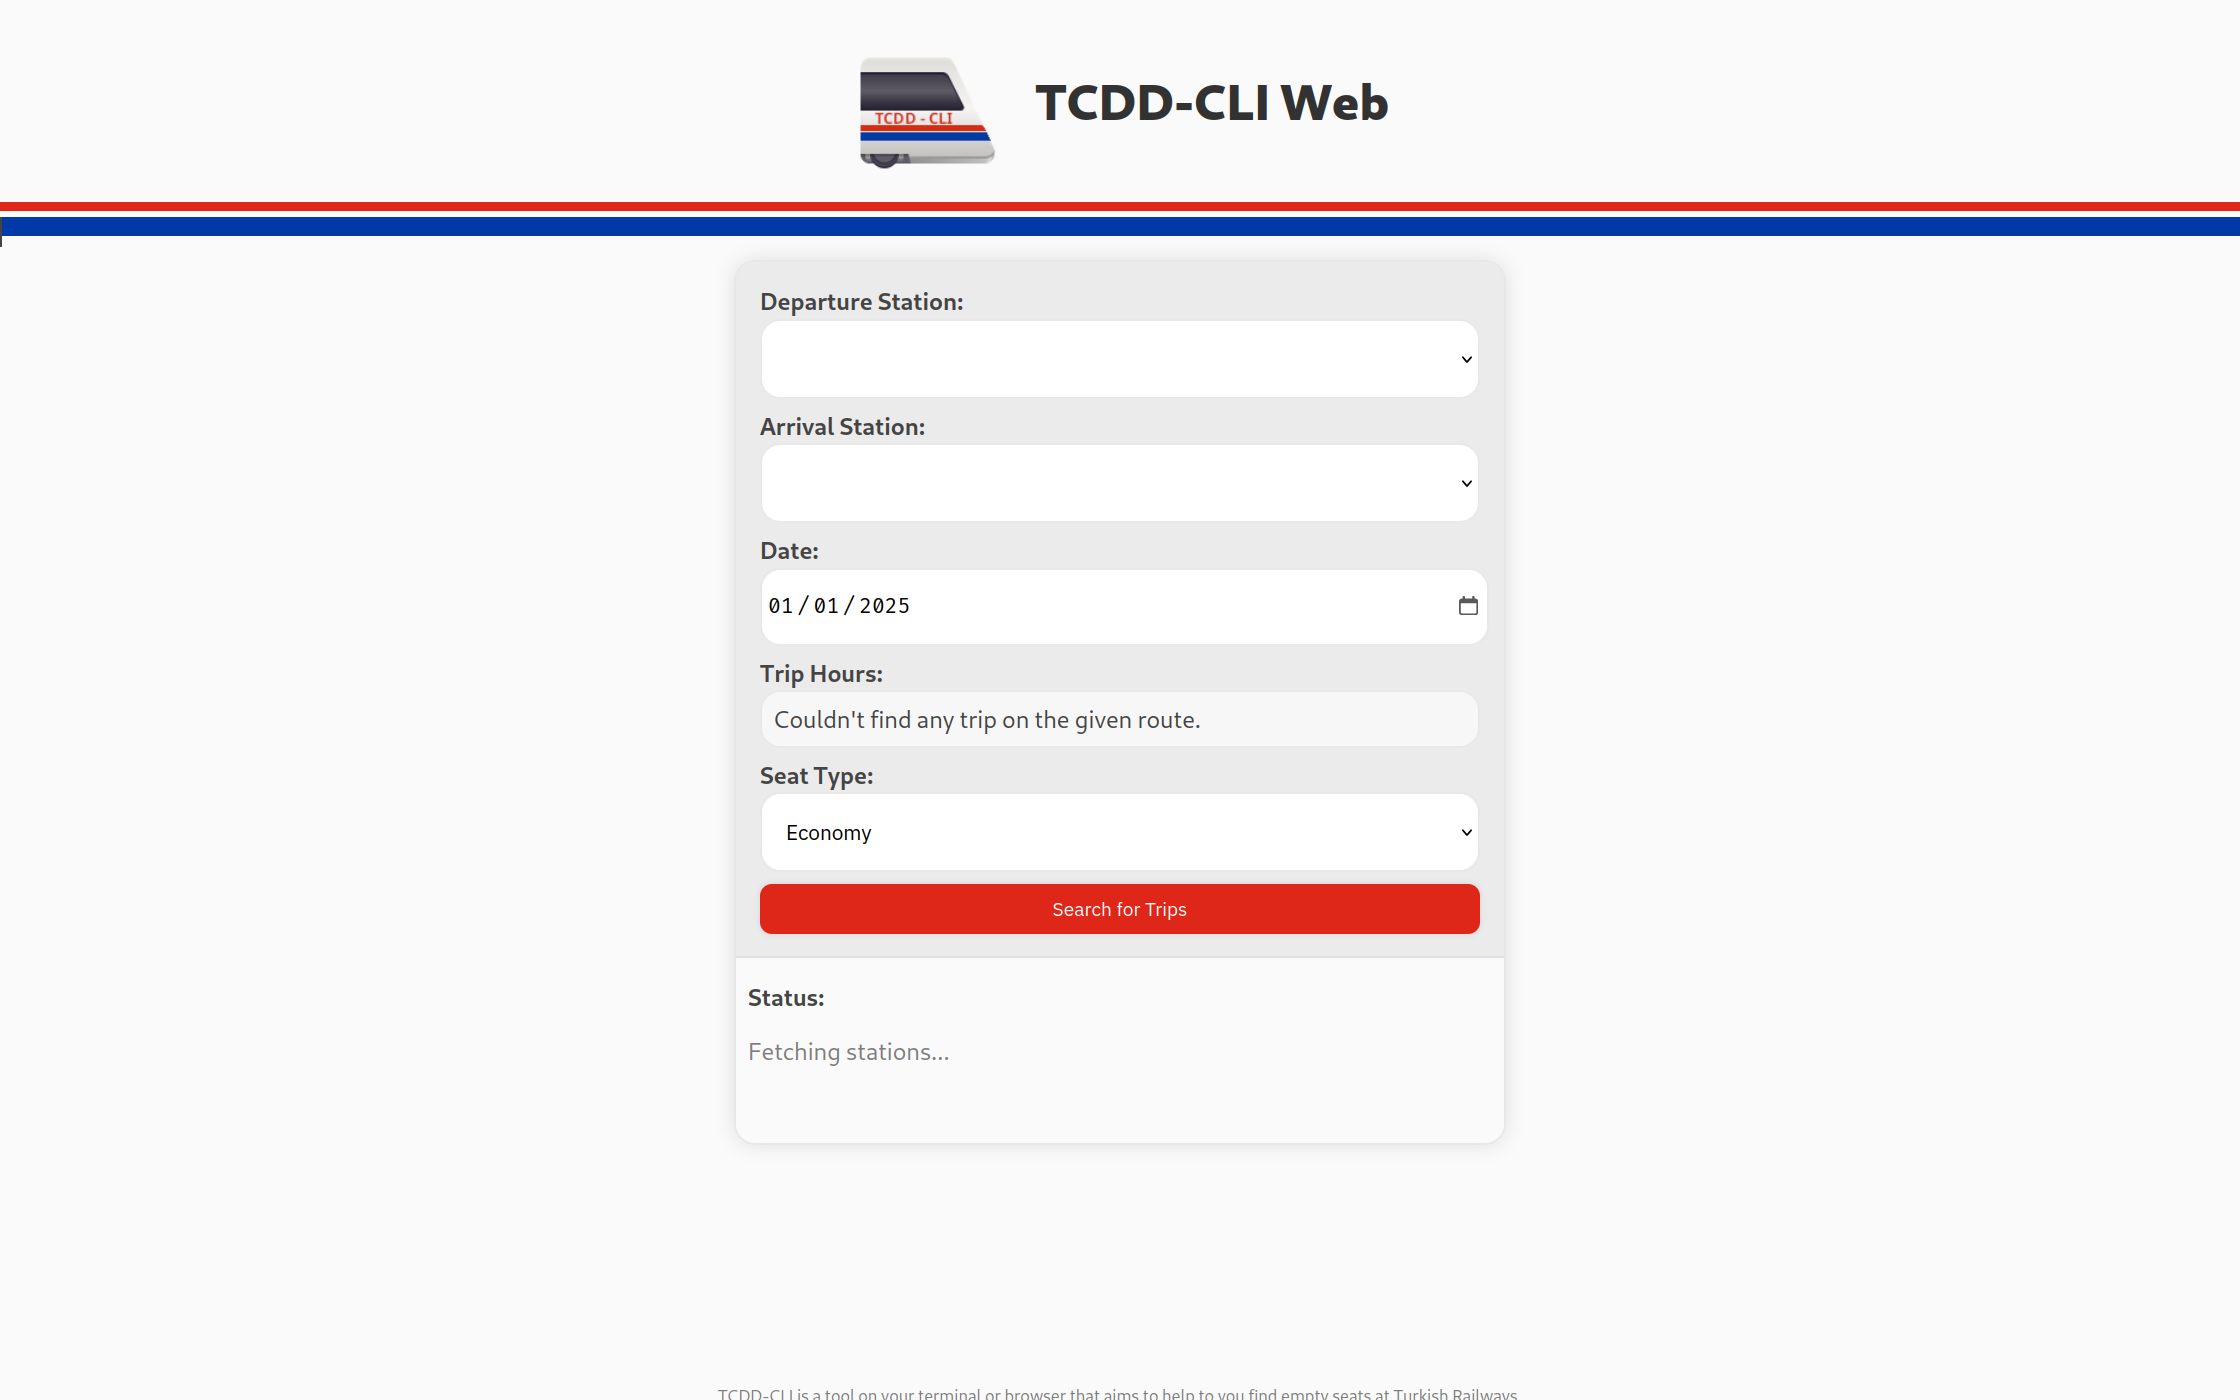 TCDD - CLI
TCDD-CLI Web
Departure Station:
Arrival Station:
Date:
01/01/2025
Trip Hours:
Couldn't find any trip on the given route.
Seat Type:
Economy
Search for Trips
Status:
Fetching stations...
TCDD-CLI is a tool on your terminal or browser that aims to help to you find empty seats at Turkish Railways